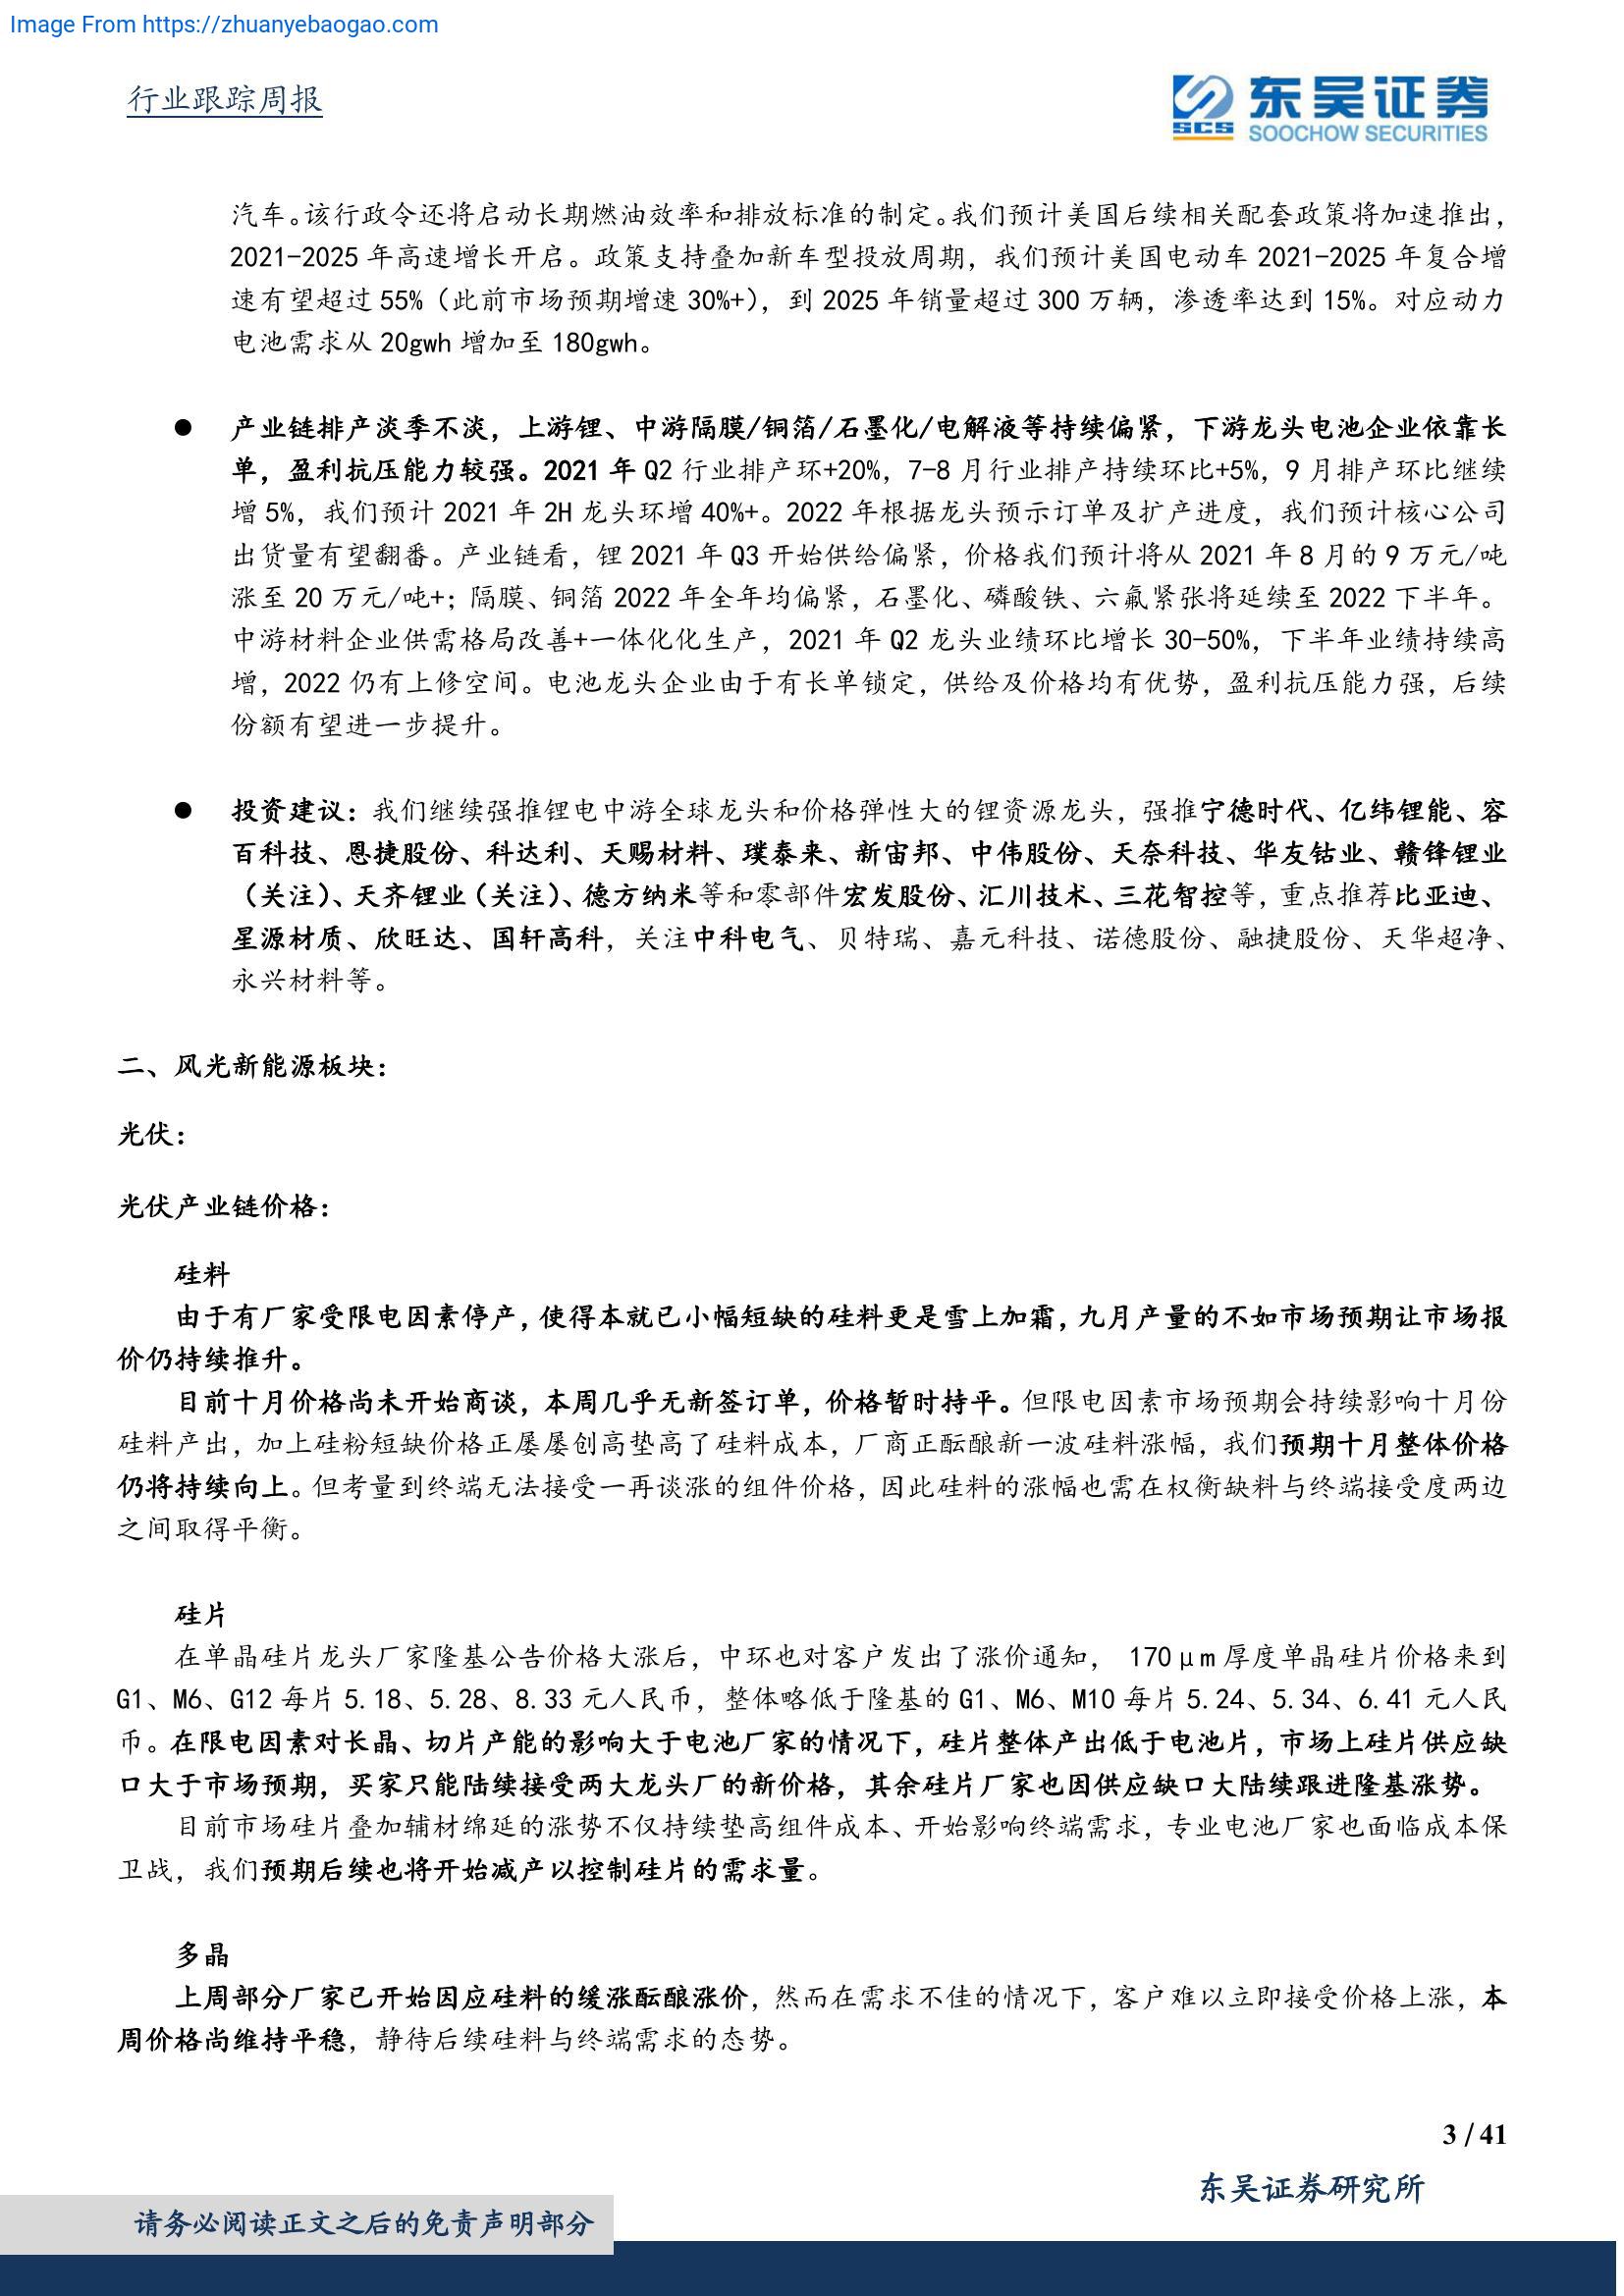 Image From https://zhuanyebaogao.com
行业跟踪周报
SCS 东吴证券
SOOCHOW SECURITIES
汽车。该行政令还将启动长期燃油效率和排放标准的制定。我们预计美国后续相关配套政策将加速推出，
2021-2025 年高速增长开启。政策支持叠加新车型投放周期，我们预计美国电动车 2021-2025 年复合增
速有望超过 55%（此前市场预期增速 30%+），到 2025 年销量超过 300 万辆，渗透率达到 15%。对应动力
电池需求从 20gwh 增加至 180gwh。
● 产业链排产淡季不淡，上游锂、中游隔膜/铜箔/石墨化/电解液等持续偏紧，下游龙头电池企业依靠长
单，盈利抗压能力较强。2021 年 Q2 行业排产环+20%，7-8 月行业排产持续环比+5%，9 月排产环比继续
增 5%，我们预计 2021 年 2H 龙头环增 40%+。2022 年根据龙头预示订单及扩产进度，我们预计核心公司
出货量有望翻番。产业链看，锂 2021 年 Q3 开始供给偏紧，价格我们预计将从 2021 年 8 月的 9 万元/吨
涨至 20 万元/吨+；隔膜、铜箔 2022 年全年均偏紧，石墨化、磷酸铁、六氟紧张将延续至 2022 下半年。
中游材料企业供需格局改善+一体化化生产，2021 年 Q2 龙头业绩环比增长 30-50%，下半年业绩持续高
增，2022 仍有上修空间。电池龙头企业由于有长单锁定，供给及价格均有优势，盈利抗压能力强，后续
份额有望进一步提升。
● 投资建议：我们继续强推锂电中游全球龙头和价格弹性大的锂资源龙头，强推宁德时代、亿纬锂能、容
百科技、恩捷股份、科达利、天赐材料、璞泰来、新宙邦、中伟股份、天奈科技、华友钴业、赣锋锂业
（关注）、天齐锂业（关注）、德方纳米等和零部件宏发股份、汇川技术、三花智控等，重点推荐比亚迪、
星源材质、欣旺达、国轩高科，关注中科电气、贝特瑞、嘉元科技、诺德股份、融捷股份、天华超净、
永兴材料等。
二、风光新能源板块：
光伏：
光伏产业链价格：
硅料
由于有厂家受限电因素停产，使得本就已小幅短缺的硅料更是雪上加霜，九月产量的不如市场预期让市场报
价仍持续推升。
目前十月价格尚未开始商谈，本周几乎无新签订单，价格暂时持平。但限电因素市场预期会持续影响十月份
硅料产出，加上硅粉短缺价格正屡屡创高垫高了硅料成本，厂商正酝酿新一波硅料涨幅，我们预期十月整体价格
仍将持续向上。但考量到终端无法接受一再谈涨的组件价格，因此硅料的涨幅也需在权衡缺料与终端接受度两边
之间取得平衡。
硅片
在单晶硅片龙头厂家隆基公告价格大涨后，中环也对客户发出了涨价通知， 170μm 厚度单晶硅片价格来到
G1、M6、G12 每片 5.18、5.28、8.33 元人民币，整体略低于隆基的 G1、M6、M10 每片 5.24、5.34、6.41 元人民
币。在限电因素对长晶、切片产能的影响大于电池厂家的情况下，硅片整体产出低于电池片，市场上硅片供应缺
口大于市场预期，买家只能陆续接受两大龙头厂的新价格，其余硅片厂家也因供应缺口大陆续跟进隆基涨势。
目前市场硅片叠加辅材绵延的涨势不仅持续垫高组件成本、开始影响终端需求，专业电池厂家也面临成本保
卫战，我们预期后续也将开始减产以控制硅片的需求量。
多晶
上周部分厂家已开始因应硅料的缓涨酝酿涨价，然而在需求不佳的情况下，客户难以立即接受价格上涨，本
周价格尚维持平稳，静待后续硅料与终端需求的态势。
3 / 41
东吴证券研究所
请务必阅读正文之后的免责声明部分